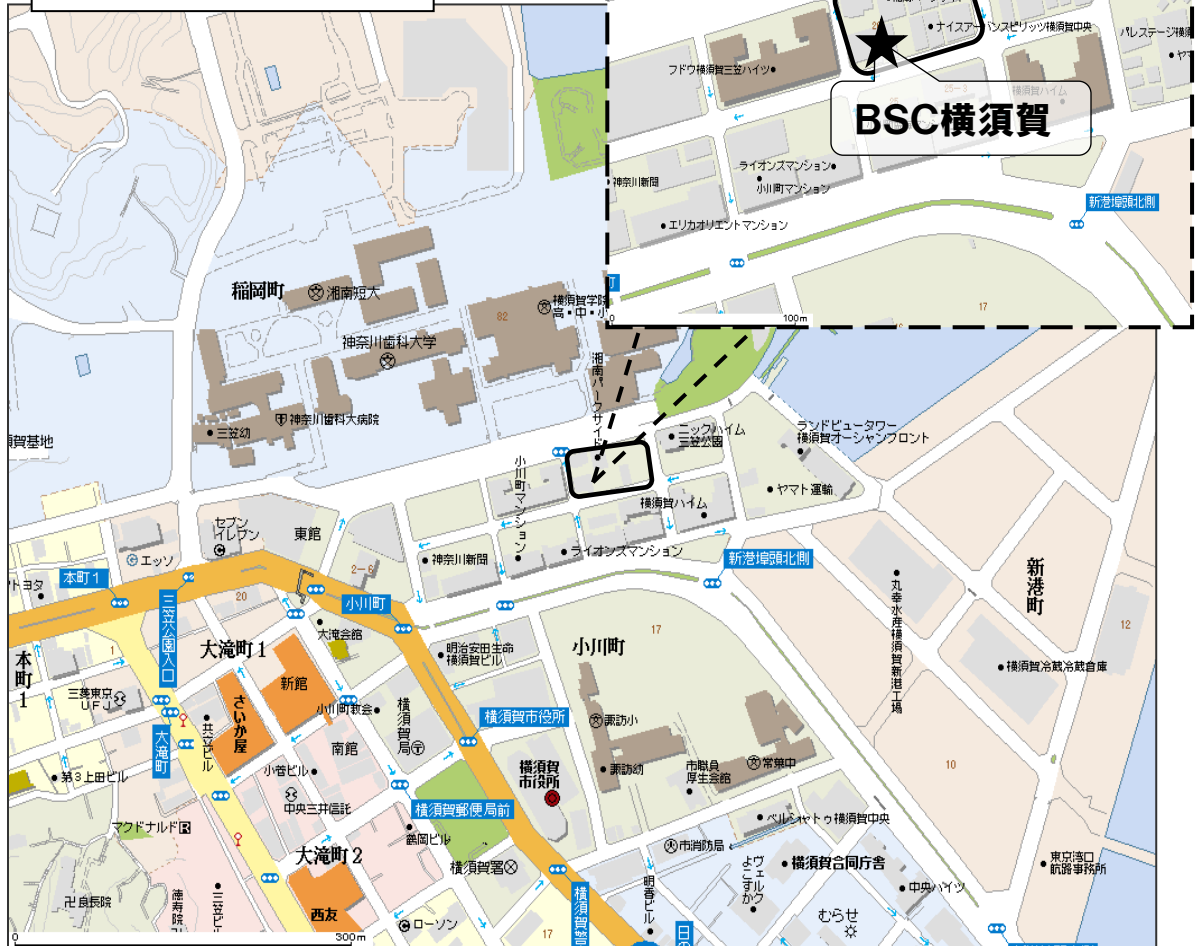 ナイスアーバンスピリッツ横須賀中央
フドウ横須賀三笠ハイツ
25-3
横須賀ハイム
BSC横須賀
ライオンズマンション
小川町マンション
神奈川新聞
エリカオリエントマンション
新港埠頭北側
17
0
100m
稲岡町
湘南短大
82
横須賀学院
高・中・小
神奈川歯科大学
湘南パークサイド
神奈川歯科大病院
三笠幼
賀基地
ニックハイム
三笠公園
ランドビュータワー
横須賀オーシャンフロント
小川町マンション
横須賀ハイム
ヤマト運輸
セブン
イレブン
東館
エッソ
トヨタ
本町1
三笠公園入口
20
2-6
神奈川新聞
ライオンズマンション
新港埠頭北側
小川町
大滝会館
丸幸水産横須賀新港工場
新港町
12
本町1
1
大滝町1
新館
さいか屋
明治安田生命
横須賀ビル
小川町
17
横須賀冷蔵冷蔵倉庫
三菱東京
UFJ
小川町教会
横須賀局
横須賀市役所
大滝町
共立ビル
南館
諏訪小
第3上田ビル
小菅ビル
中央三井信託
横須賀
市役所
諏訪幼
市職員
厚生会館
常葉中
10
マクドナルド
横須賀郵便局前
鶴岡ビル
ベルシャトゥ横須賀中央
大滝町2
横須賀署
市消防局
ヴェルク
よこすか
横須賀合同庁舎
東京湾口
航路事務所
良長院
徳寿院
三笠ビ
西友
ローソン
17
横須賀警
明春ビル
中央ハイツ
むらせ
日の
0
300m